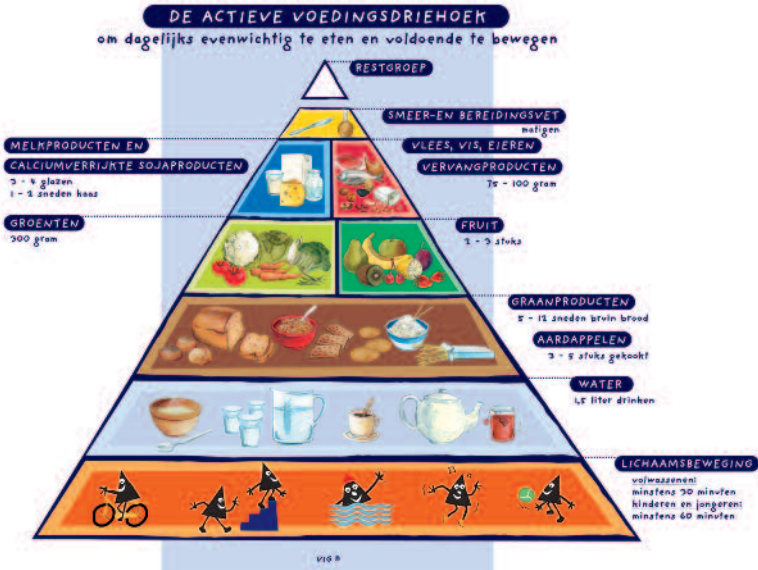 DE ACTIEVE VOEDINGSDRIEHOEK
om dagelijks evenwichtig te eten en voldoende te bewegen
RESTGROEP
SMEER-EN BEREIDINGSVET
matigen
MELKPRODUCTEN EN
CALCIUMVERRIJKTE SOJAPRODUCTEN
3 - 4 glazen
1 - 2 sneden kaas
VLEES, VIS, EIEREN
VERVANGPRODUCTEN
75 - 100 gram
GROENTEN
300 gram
FRUIT
2 - 3 stuks
GRAANPRODUCTEN
5 - 12 sneden bruin brood
AARDAPPELEN
3 - 5 stuks gekookt
WATER
1,5 liter drinken
LICHAAMSBEWEGING
volwassenen:
minstens 30 minuten
kinderen en jongeren:
minstens 60 minuten